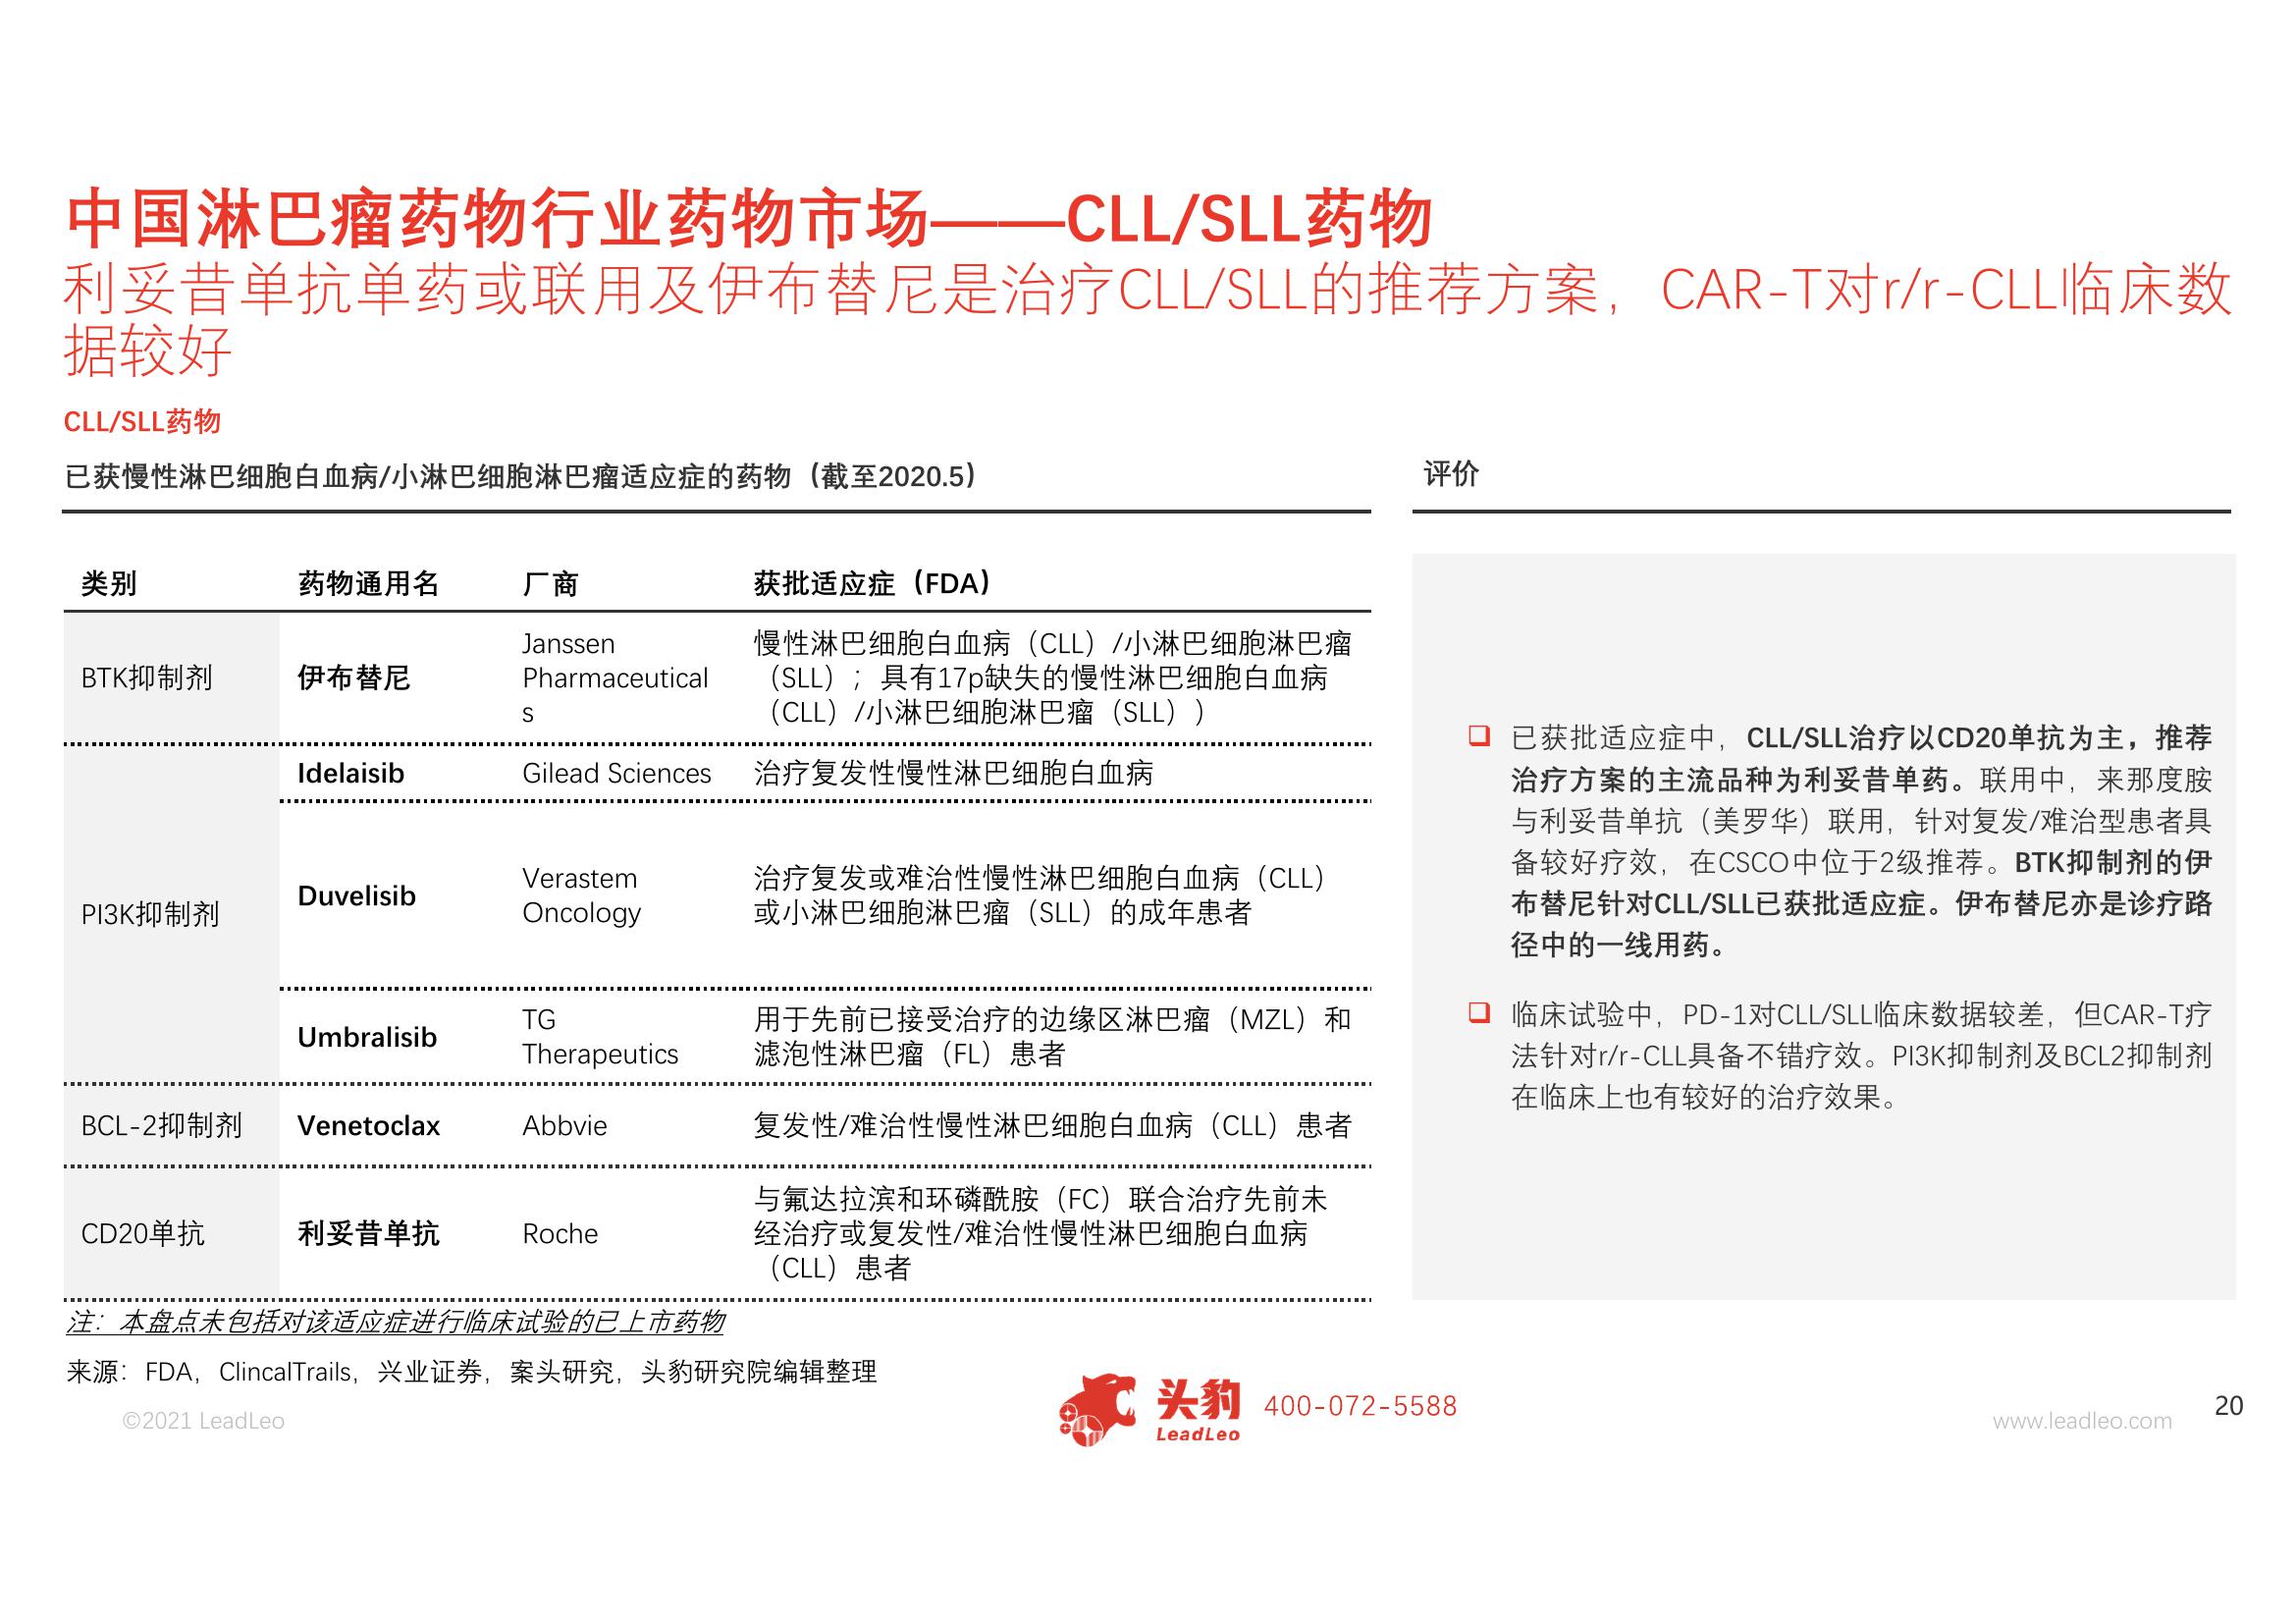 中国淋巴瘤药物行业药物市场——CLL/SLL药物
利妥昔单抗单药或联用及伊布替尼是治疗CLL/SLL的推荐方案，CAR-T对r/r-CLL临床数
据较好
CLL/SLL药物
已获慢性淋巴细胞白血病/小淋巴细胞淋巴瘤适应症的药物（截至2020.5）
类别
药物通用名
厂商
获批适应症（FDA）
BTK抑制剂
伊布替尼
Janssen
Pharmaceutical
s
慢性淋巴细胞白血病（CLL）/小淋巴细胞淋巴瘤
（SLL）；具有17p缺失的慢性淋巴细胞白血病
（CLL）/小淋巴细胞淋巴瘤（SLL））
PI3K抑制剂
Idelaisib
Gilead Sciences
治疗复发性慢性淋巴细胞白血病
Duvelisib
Verastem
Oncology
治疗复发或难治性慢性淋巴细胞白血病（CLL）
或小淋巴细胞淋巴瘤（SLL）的成年患者
Umbralisib
TG
Therapeutics
用于先前已接受治疗的边缘区淋巴瘤（MZL）和
滤泡性淋巴瘤（FL）患者
BCL-2抑制剂
Venetoclax
Abbvie
复发性/难治性慢性淋巴细胞白血病（CLL）患者
CD20单抗
利妥昔单抗
Roche
与氟达拉滨和环磷酰胺（FC）联合治疗先前未
经治疗或复发性/难治性慢性淋巴细胞白血病
（CLL）患者
注：本盘点未包括对该适应症进行临床试验的已上市药物
来源：FDA，ClincalTrails，兴业证券，案头研究，头豹研究院编辑整理
评价
已获批适应症中，CLL/SLL治疗以CD20单抗为主，推荐
治疗方案的主流品种为利妥昔单药。联用中，来那度胺
与利妥昔单抗（美罗华）联用，针对复发/难治型患者具
备较好疗效，在CSCO中位于2级推荐。BTK抑制剂的伊
布替尼针对CLL/SLL已获批适应症。伊布替尼亦是诊疗路
径中的一线用药。
临床试验中，PD-1对CLL/SLL临床数据较差，但CAR-T疗
法针对r/r-CLL具备不错疗效。PI3K抑制剂及BCL2抑制剂
在临床上也有较好的治疗效果。
©2021 LeadLeo
头豹
LeadLeo
400-072-5588
www.leadleo.com
20